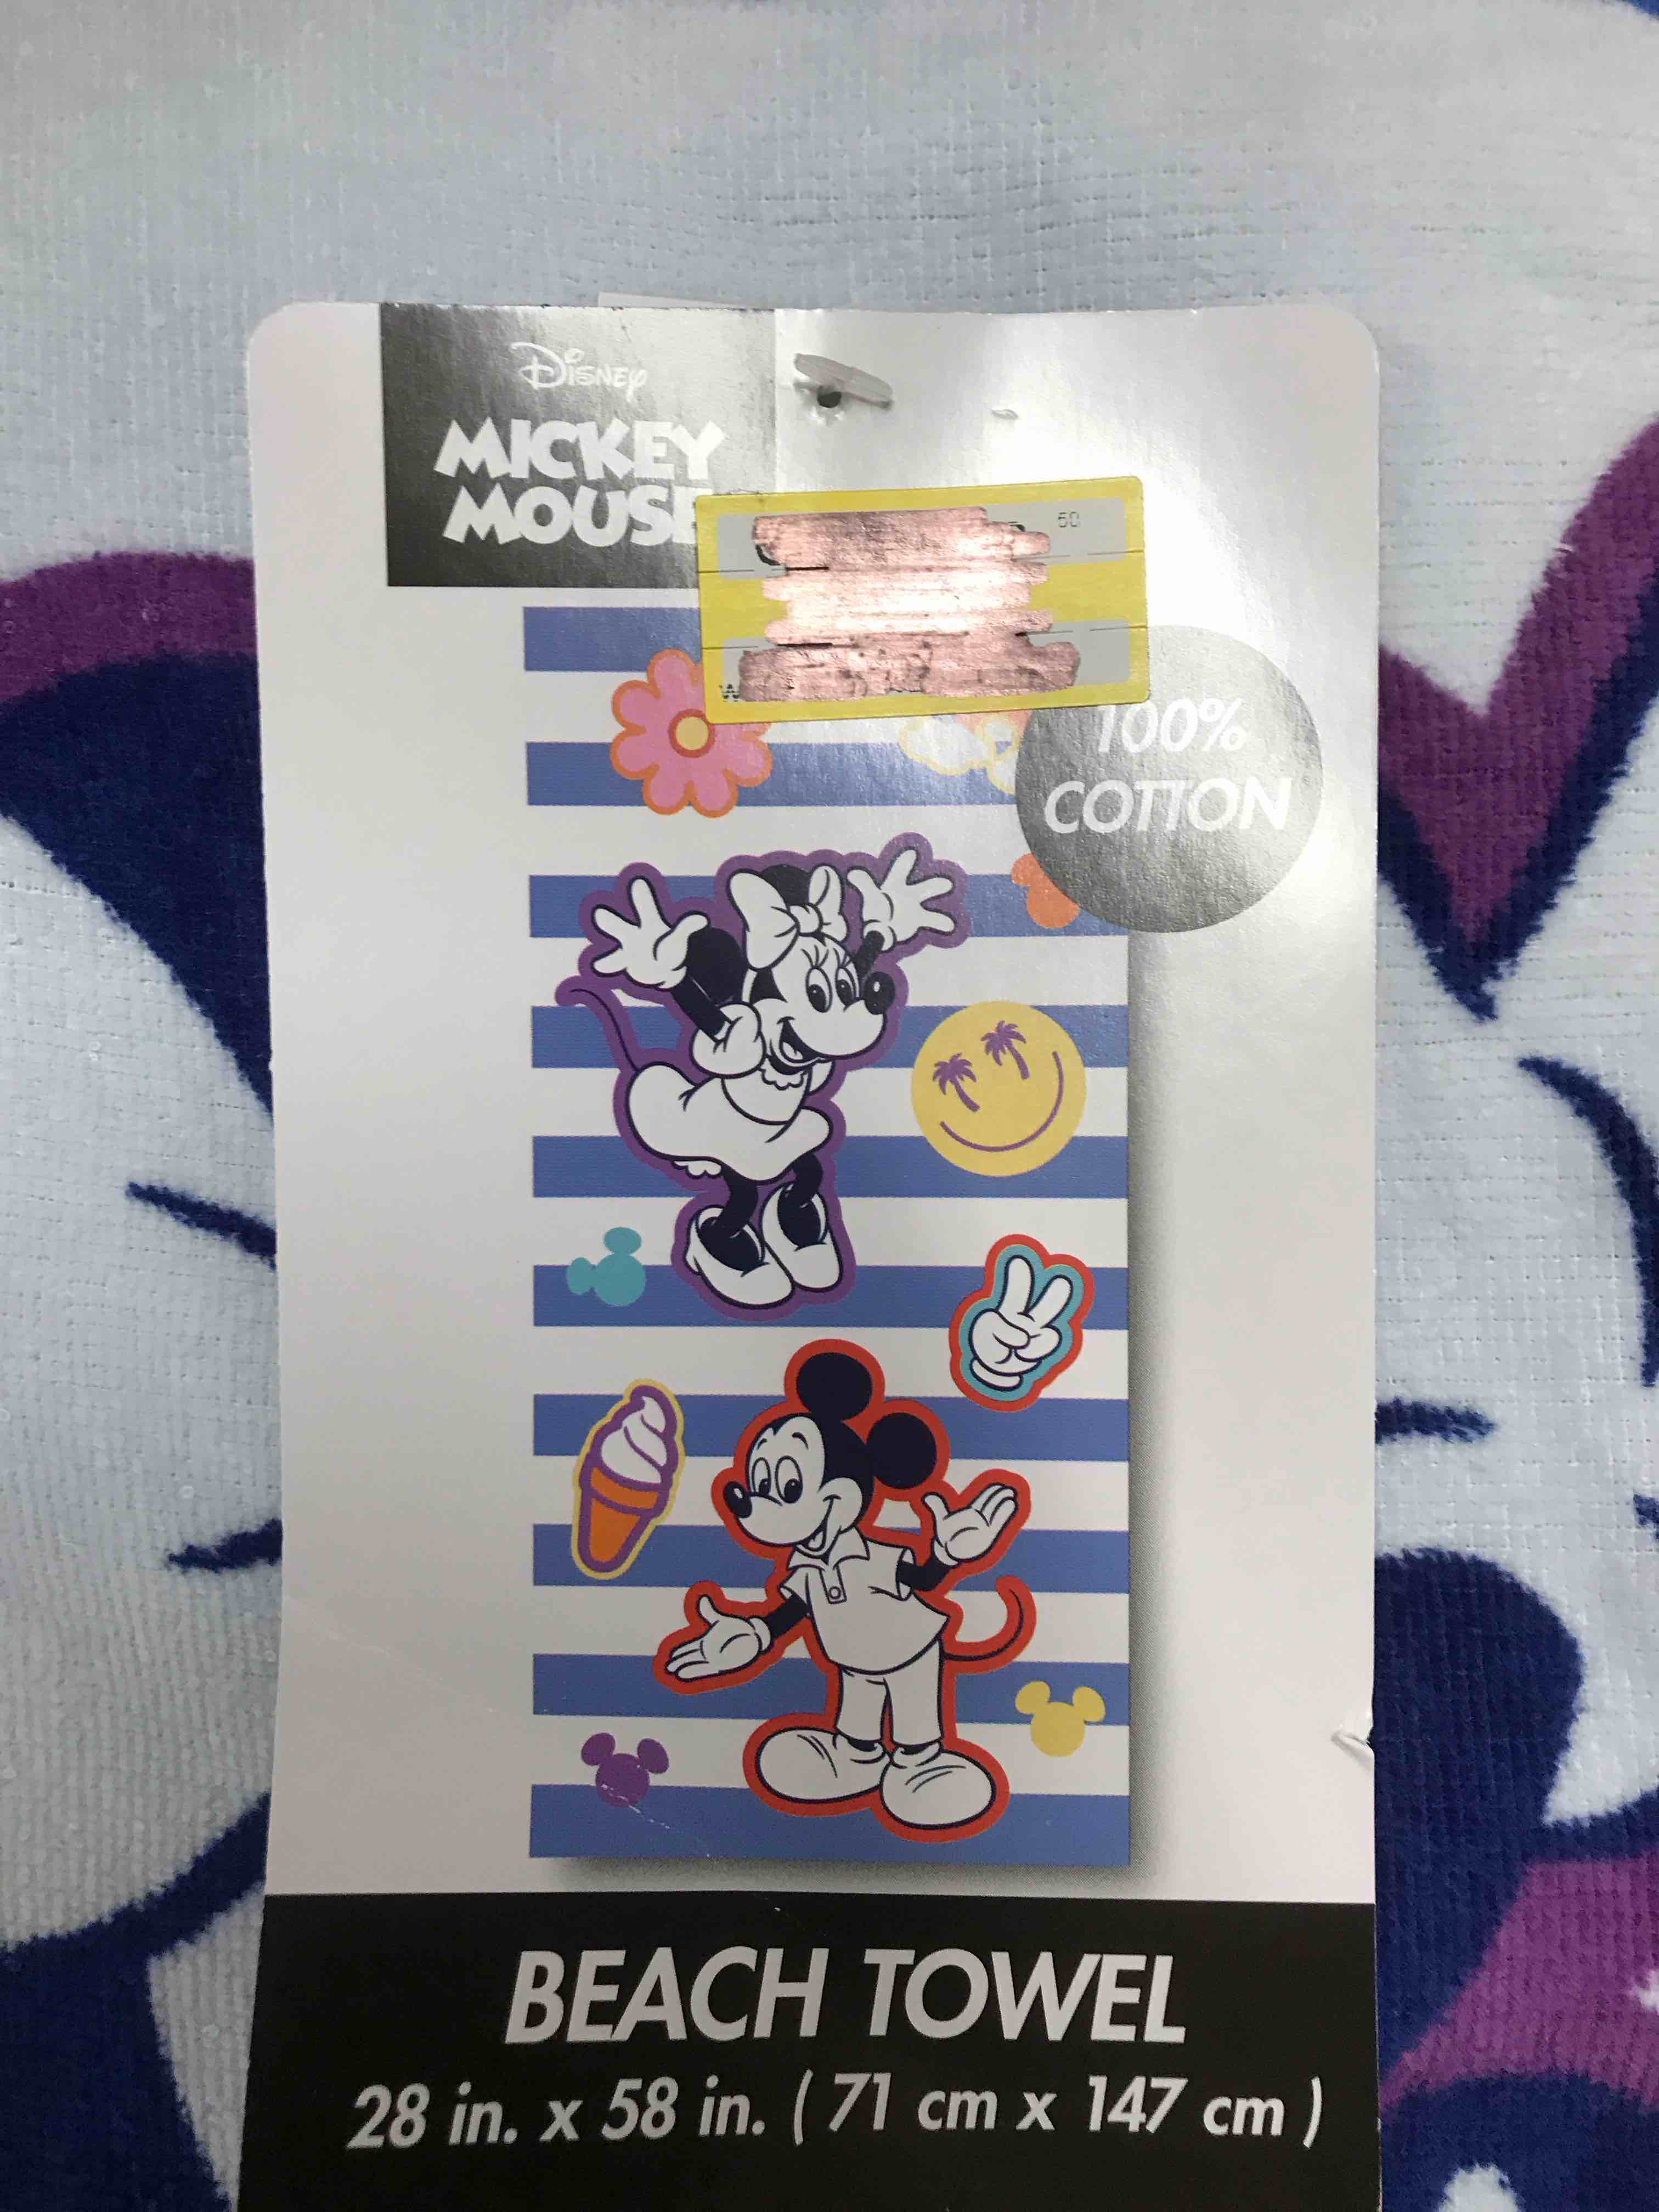 Disney
MICKEY
MOUSE
50
W
100%
COTTON
BEACH TOWEL
28 in. x 58 in. ( 71 cm x 147 cm )